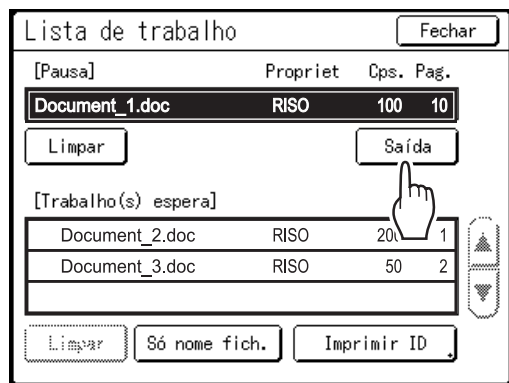 Lista de trabalho Fechar
[Pausa] Propriet Cps. Pag.
Document_1.doc RISO 100 10
Limpar Saída
[Trabalho(s) espera]
Document_2.doc RISO 1
Document_3.doc RISO 50 2
Limpar Só nome fich. Imprimir ID